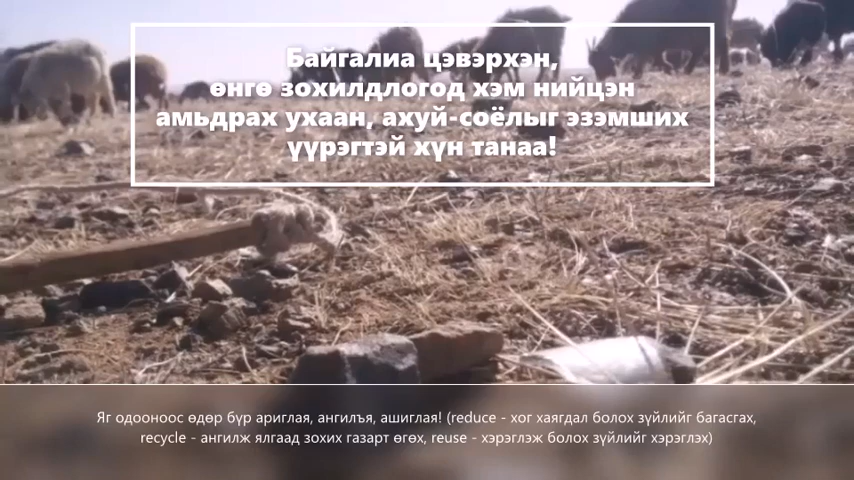 Байгалиа цэвэрхэн,
өнгө зохилдлогод хэм нийцэн
амьдрах ухаан, ахуй-соёлыг эзэмших
үүрэгтэй хүн танаа!
Яг одооноос өдөр бүр ариглая, ангилъя, ашиглая! (reduce - хог хаягдал болох зүйлийг багасгах,
recycle - ангилж ялгаад зохих газарт өгөх, reuse - хэрэглэж болох зүйлийг хэрэглэх)